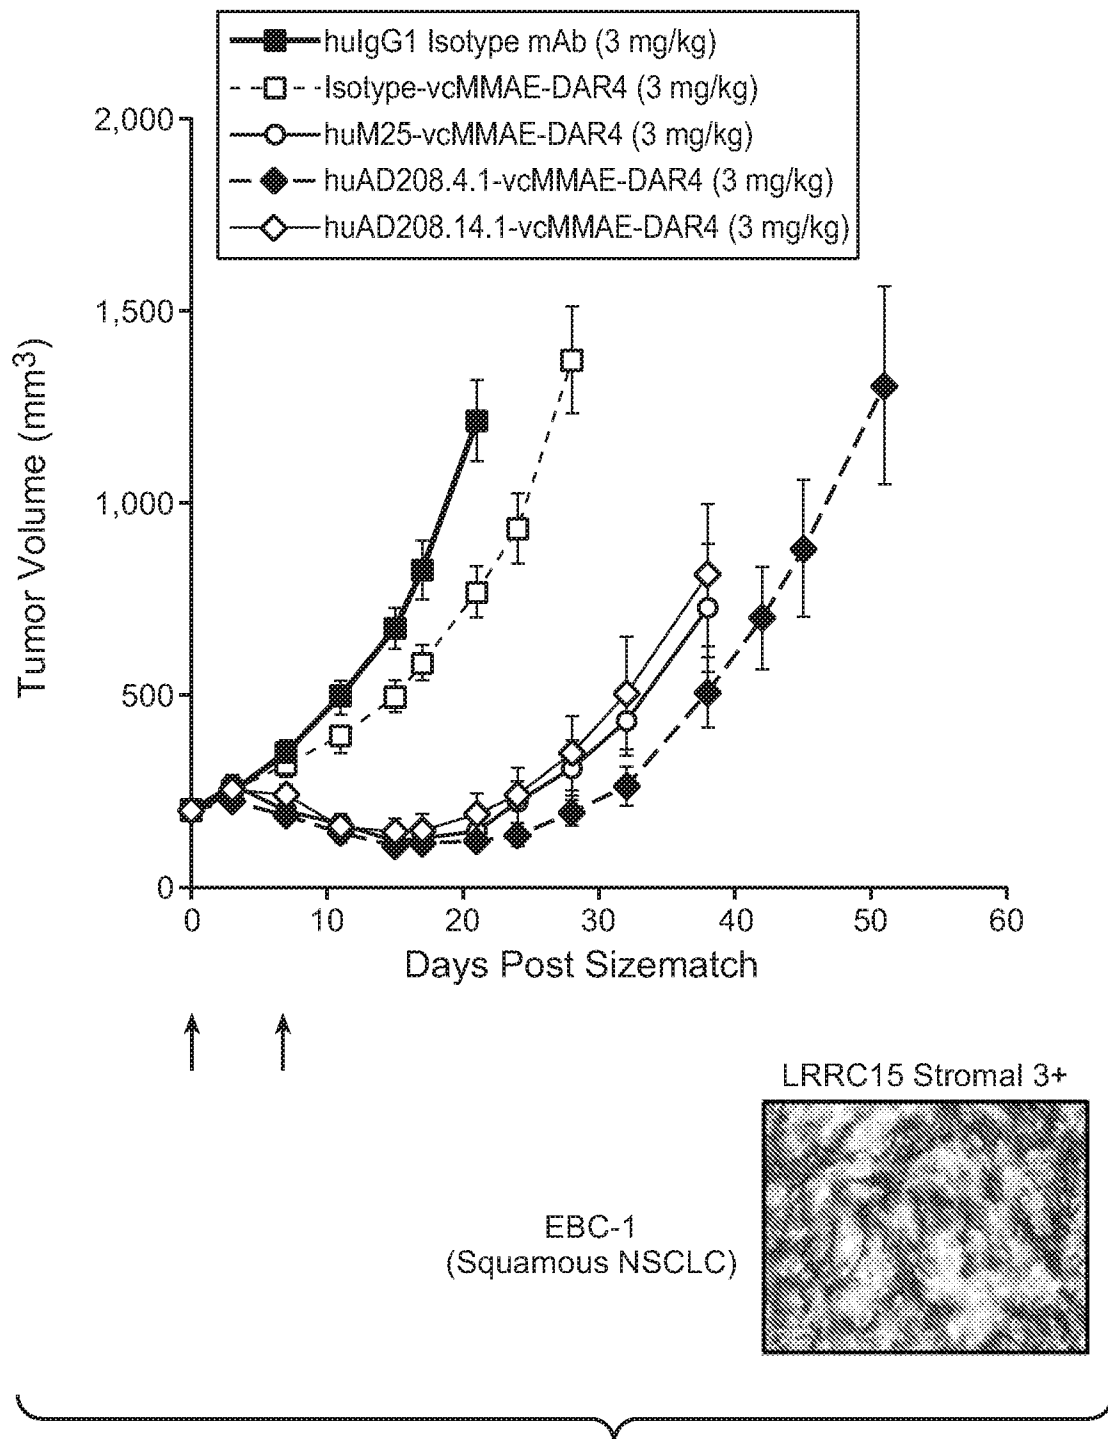 huIgG1 Isotype mAb (3 mg/kg)
Isotype-vcMMAE-DAR4 (3 mg/kg)
huM25-vcMMAE-DAR4 (3 mg/kg)
huAD208.4.1-vcMMAE-DAR4 (3 mg/kg)
huAD208.14.1-vcMMAE-DAR4 (3 mg/kg)
2,000
1,500
1,000
500
0
Tumor Volume (mm³)
0 10 20 30 40 50 60
Days Post Sizematch
LRRC15 Stromal 3+
EBC-1
(Squamous NSCLC)